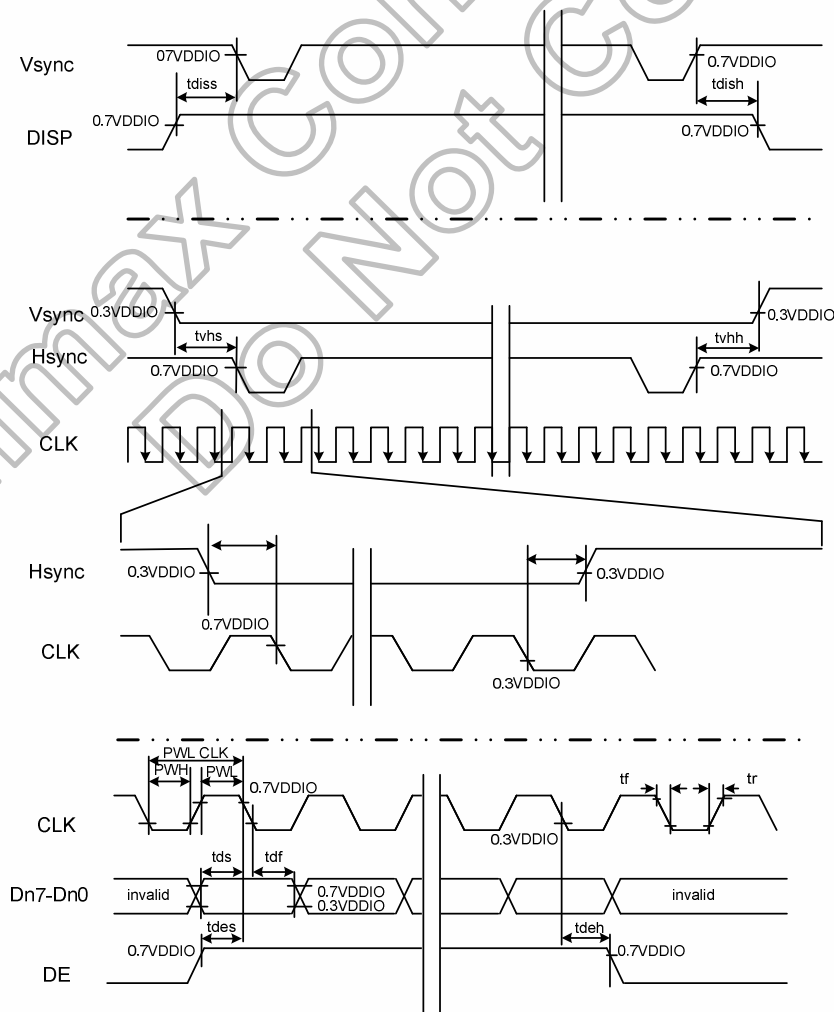 07VDDIO
0.7VDDIO
Vsync
tdiss
tdish
0.7VDDIO
0.7VDDIO
DISP
Vsync
0.3VDDIO
0.3VDDIO
tvhs
tvhh
Hsync
0.7VDDIO
0.7VDDIO
CLK
Hsync
0.3VDDIO
0.3VDDIO
0.7VDDIO
CLK
0.3VDDIO
PWL CLK
PWH
PWL
0.7VDDIO
tf
tr
CLK
0.3VDDIO
tds
tdf
Dn7-Dn0
invalid
0.7VDDIO
0.3VDDIO
invalid
tdes
tdeh
0.7VDDIO
0.7VDDIO
DE
Do Not